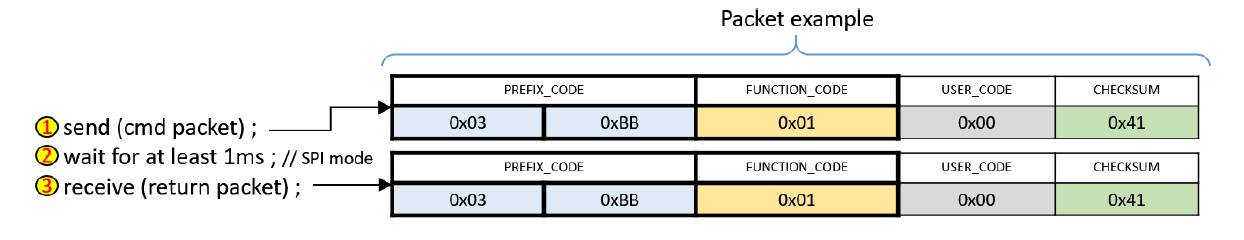 Packet example
PREFIX_CODE FUNCTION_CODE USER_CODE CHECKSUM
0x03 0xBB 0x01 0x00 0x41
1 send (cmd packet) ;
2 wait for at least 1ms ; // SPI mode
3 receive (return packet) ;
PREFIX_CODE FUNCTION_CODE USER_CODE CHECKSUM
0x03 0xBB 0x01 0x00 0x41